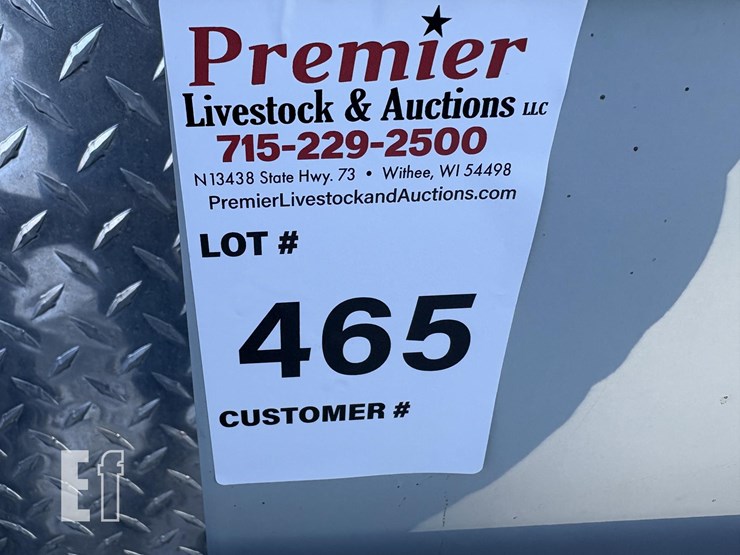 Premier
Livestock & Auctions LLC
715-229-2500
N13438 State Hwy. 73 • Withee, WI 54498
PremierLivestockandAuctions.com
LOT #
465
CUSTOMER #
Ef